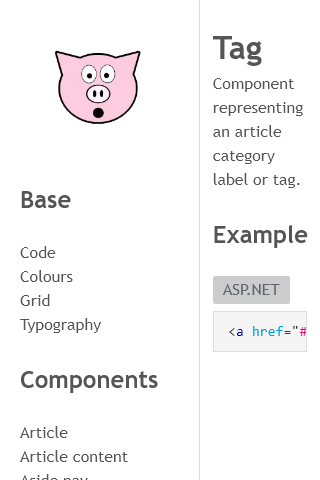 Base
Code
Colours
Grid
Typography
Components
Article
Article content
Tag
Component
representing
an article
category
label or tag.
Example
ASP.NET
<a href="#